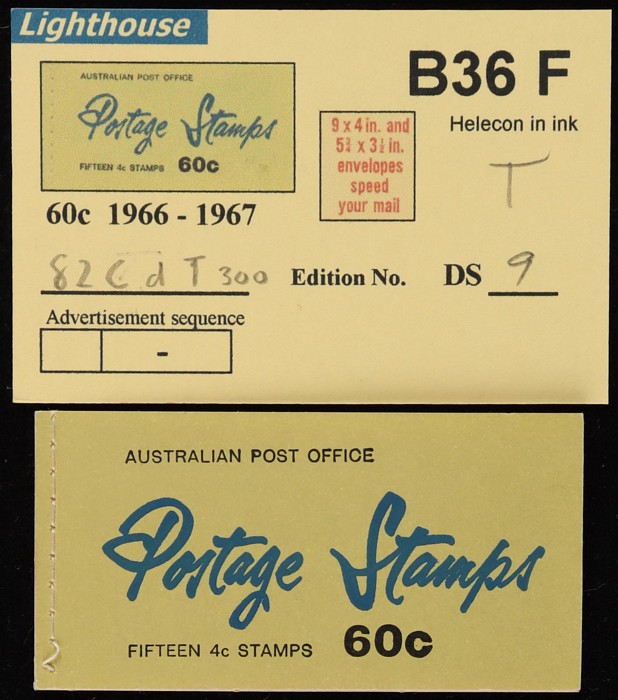 Lighthouse
AUSTRALIAN POST OFFICE
Postage Stamps
FIFTEEN 4c STAMPS 60c
60c 1966 - 1967
B36 F
Helecon in ink
9 x 4 in. and
5¾ x 3½ in.
envelopes
speed
your mail
T
82 C d T 300 Edition No. DS 9
Advertisement sequence
-
AUSTRALIAN POST OFFICE
Postage Stamps
FIFTEEN 4c STAMPS 60c